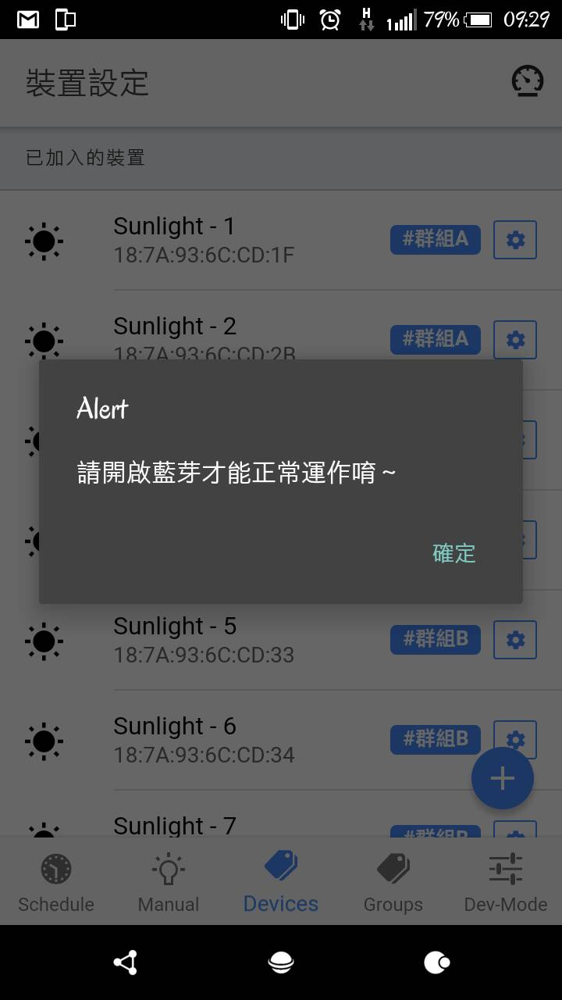 79% 09:29
裝置設定
已加入的裝置
Sunlight - 1
18:7A:93:6C:CD:1F
#群組A
Sunlight - 2
18:7A:93:6C:CD:2B
#群組A
Alert
請開啟藍芽才能正常運作唷~
確定
Sunlight - 5
18:7A:93:6C:CD:33
#群組B
Sunlight - 6
18:7A:93:6C:CD:34
#群組B
Sunlight - 7
#群組B
Schedule Manual Devices Groups Dev-Mode